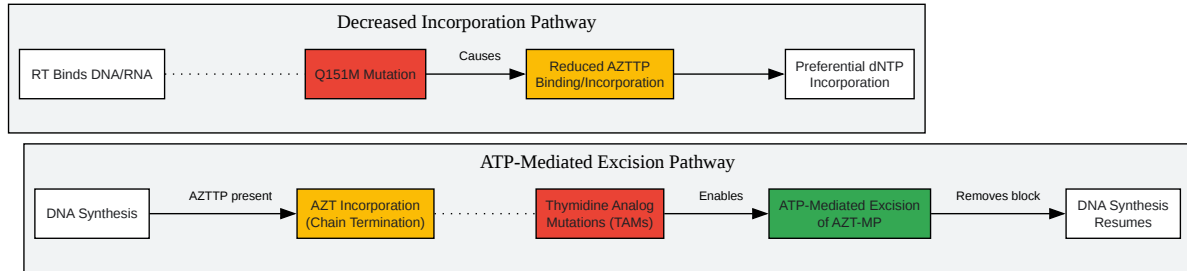 Decreased Incorporation Pathway
RT Binds DNA/RNA
Q151M Mutation
Causes
Reduced AZTTP
Binding/Incorporation
Preferential dNTP
Incorporation
ATP-Mediated Excision Pathway
DNA Synthesis
AZTTP present
AZT Incorporation
(Chain Termination)
Thymidine Analog
Mutations (TAMs)
Enables
ATP-Mediated Excision
of AZT-MP
Removes block
DNA Synthesis
Resumes